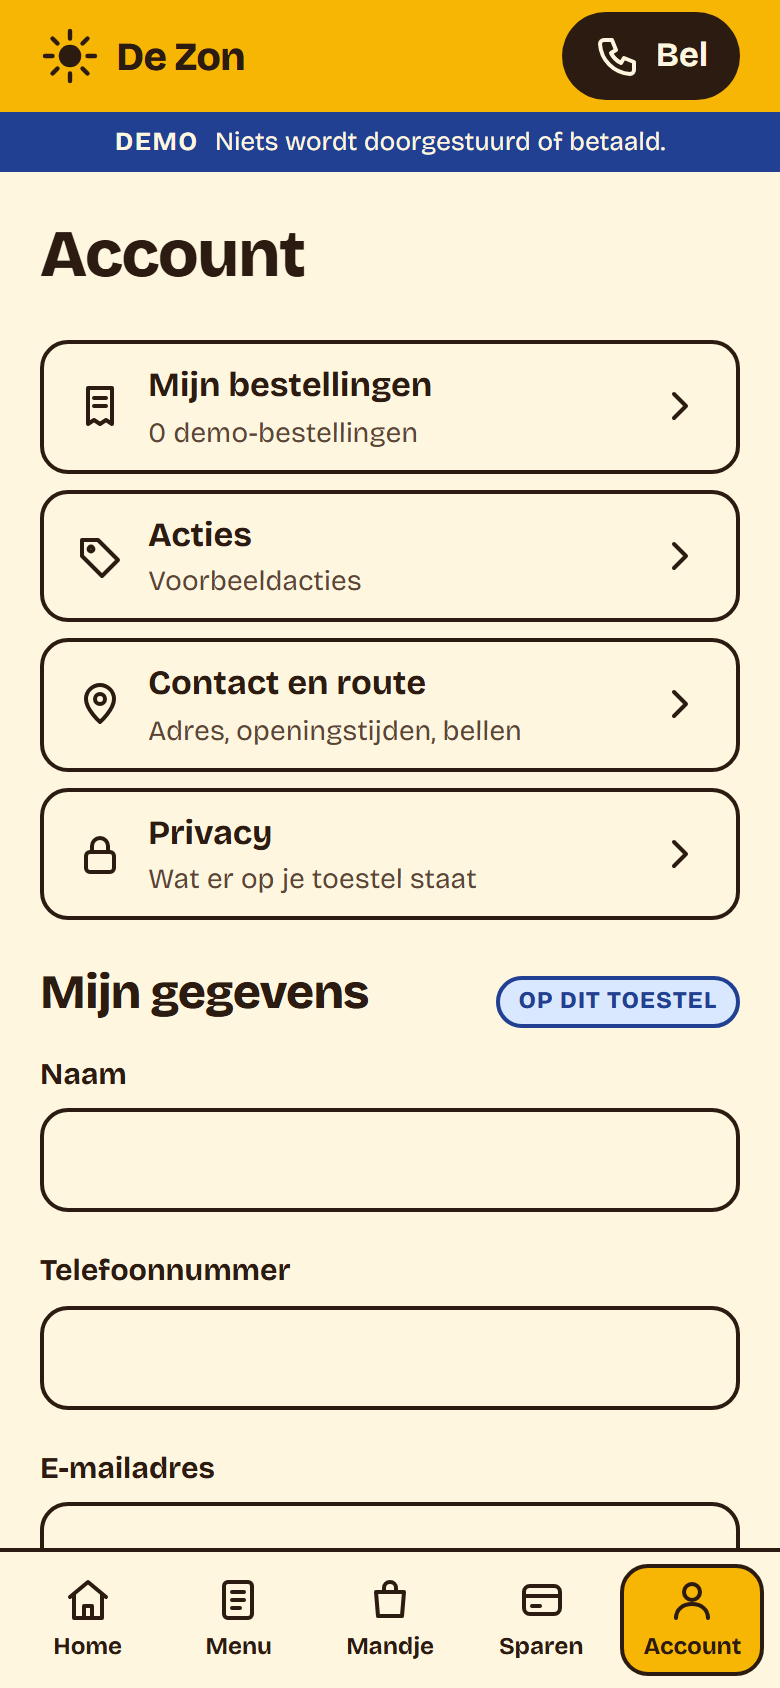 De Zon
Bel
DEMO Niets wordt doorgestuurd of betaald.
Account
Mijn bestellingen
0 demo-bestellingen
Acties
Voorbeeldacties
Contact en route
Adres, openingstijden, bellen
Privacy
Wat er op je toestel staat
Mijn gegevens
OP DIT TOESTEL
Naam
Telefoonnummer
E-mailadres
Home
Menu
Mandje
Sparen
Account